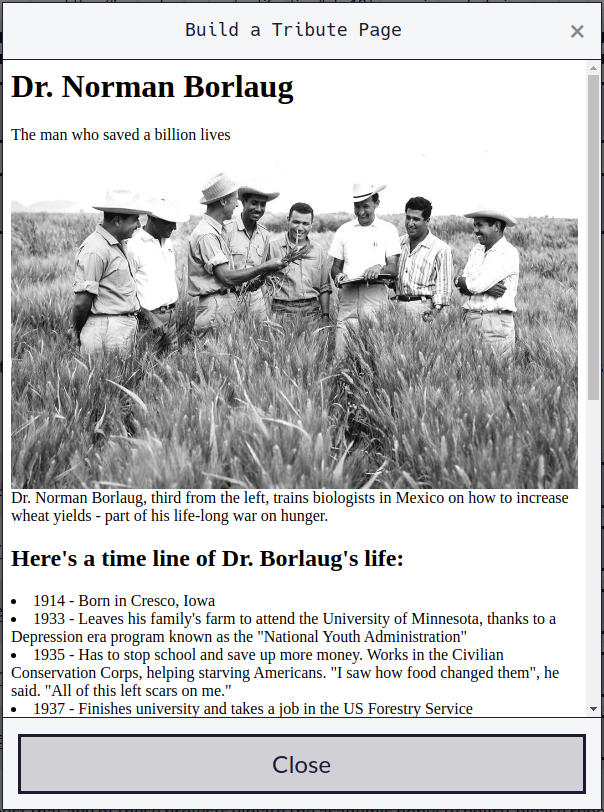 Build a Tribute Page
×
Dr. Norman Borlaug
The man who saved a billion lives
Dr. Norman Borlaug, third from the left, trains biologists in Mexico on how to increase
wheat yields - part of his life-long war on hunger.
Here's a time line of Dr. Borlaug's life:
• 1914 - Born in Cresco, Iowa
• 1933 - Leaves his family's farm to attend the University of Minnesota, thanks to a
Depression era program known as the "National Youth Administration"
• 1935 - Has to stop school and save up more money. Works in the Civilian
Conservation Corps, helping starving Americans. "I saw how food changed them", he
said. "All of this left scars on me."
• 1937 - Finishes university and takes a job in the US Forestry Service
Close